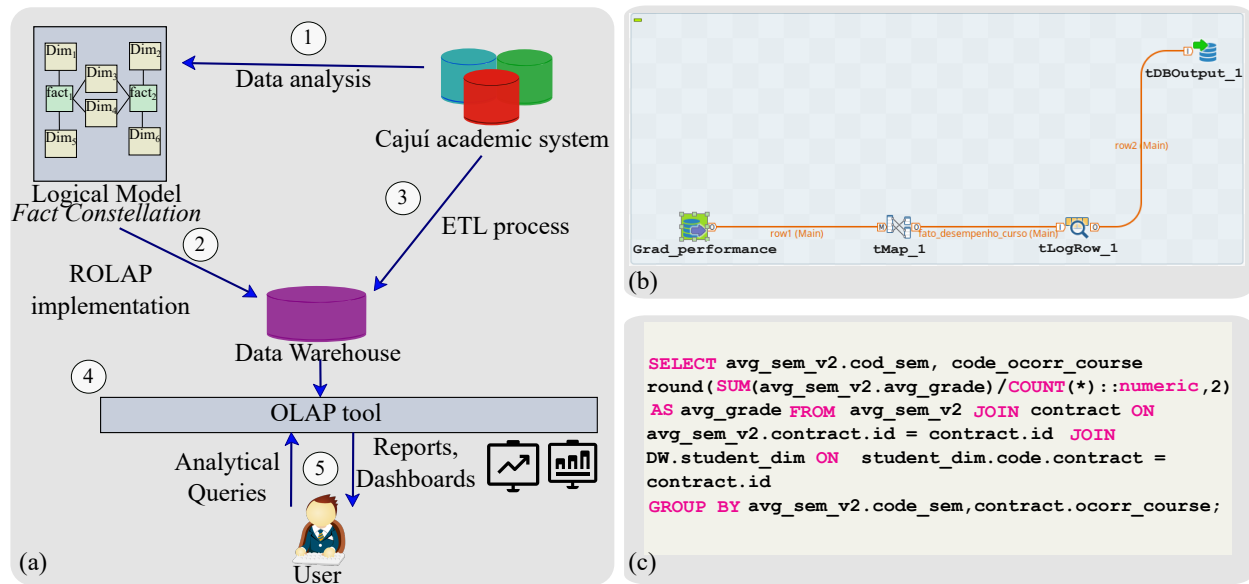 1
Data analysis
Dim₁
Dim₂
Dim₃
fact₁
fact₂
Dim₄
Dim₅
Dim₆
Cajuí academic system
Logical Model
Fact Constellation
2
3
ETL process
ROLAP
implementation
Data Warehouse
4
OLAP tool
Analytical
Queries
5
Reports,
Dashboards
User
(a)
tDBOutput_1
row2 (Main)
row1 (Main)
fato_desempenho_curso (Main)
Grad_performance
tMap_1
tLogRow_1
M
O
O
I
O
I
O
(b)
SELECT avg_sem_v2.cod_sem, code_ocorr_course
round(SUM(avg_sem_v2.avg_grade)/COUNT(*)::numeric,2)
AS avg_grade FROM avg_sem_v2 JOIN contract ON
avg_sem_v2.contract.id = contract.id JOIN
DW.student_dim ON student_dim.code.contract =
contract.id
GROUP BY avg_sem_v2.code_sem,contract.ocorr_course;
(c)